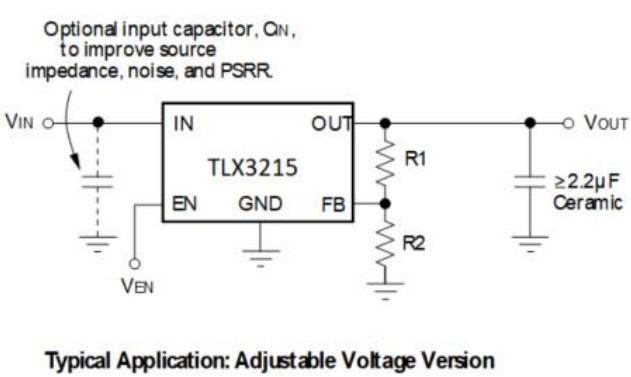 Optional input capacitor, CIN,
to improve source
impedance, noise, and PSRR.
VIN
IN
OUT
VOUT
R1
TLX3215
≥2.2µF
Ceramic
EN
GND
FB
R2
VEN
Typical Application: Adjustable Voltage Version